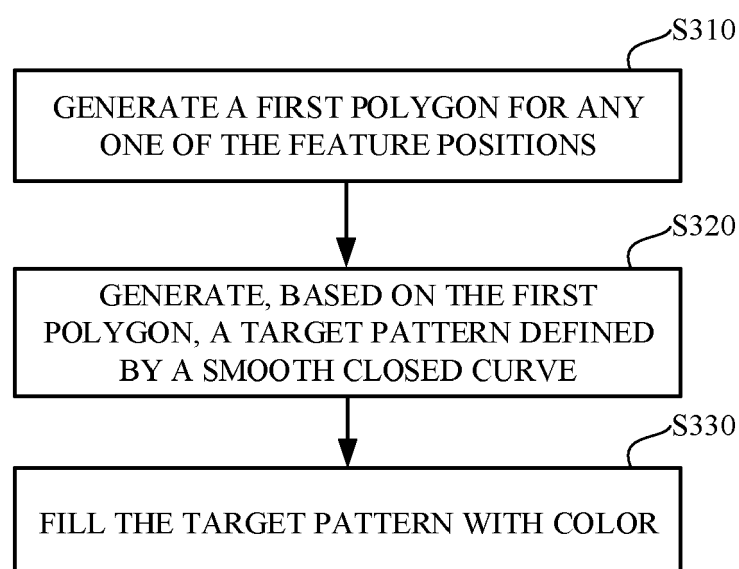 S310
GENERATE A FIRST POLYGON FOR ANY
ONE OF THE FEATURE POSITIONS
S320
GENERATE, BASED ON THE FIRST
POLYGON, A TARGET PATTERN DEFINED
BY A SMOOTH CLOSED CURVE
S330
FILL THE TARGET PATTERN WITH COLOR